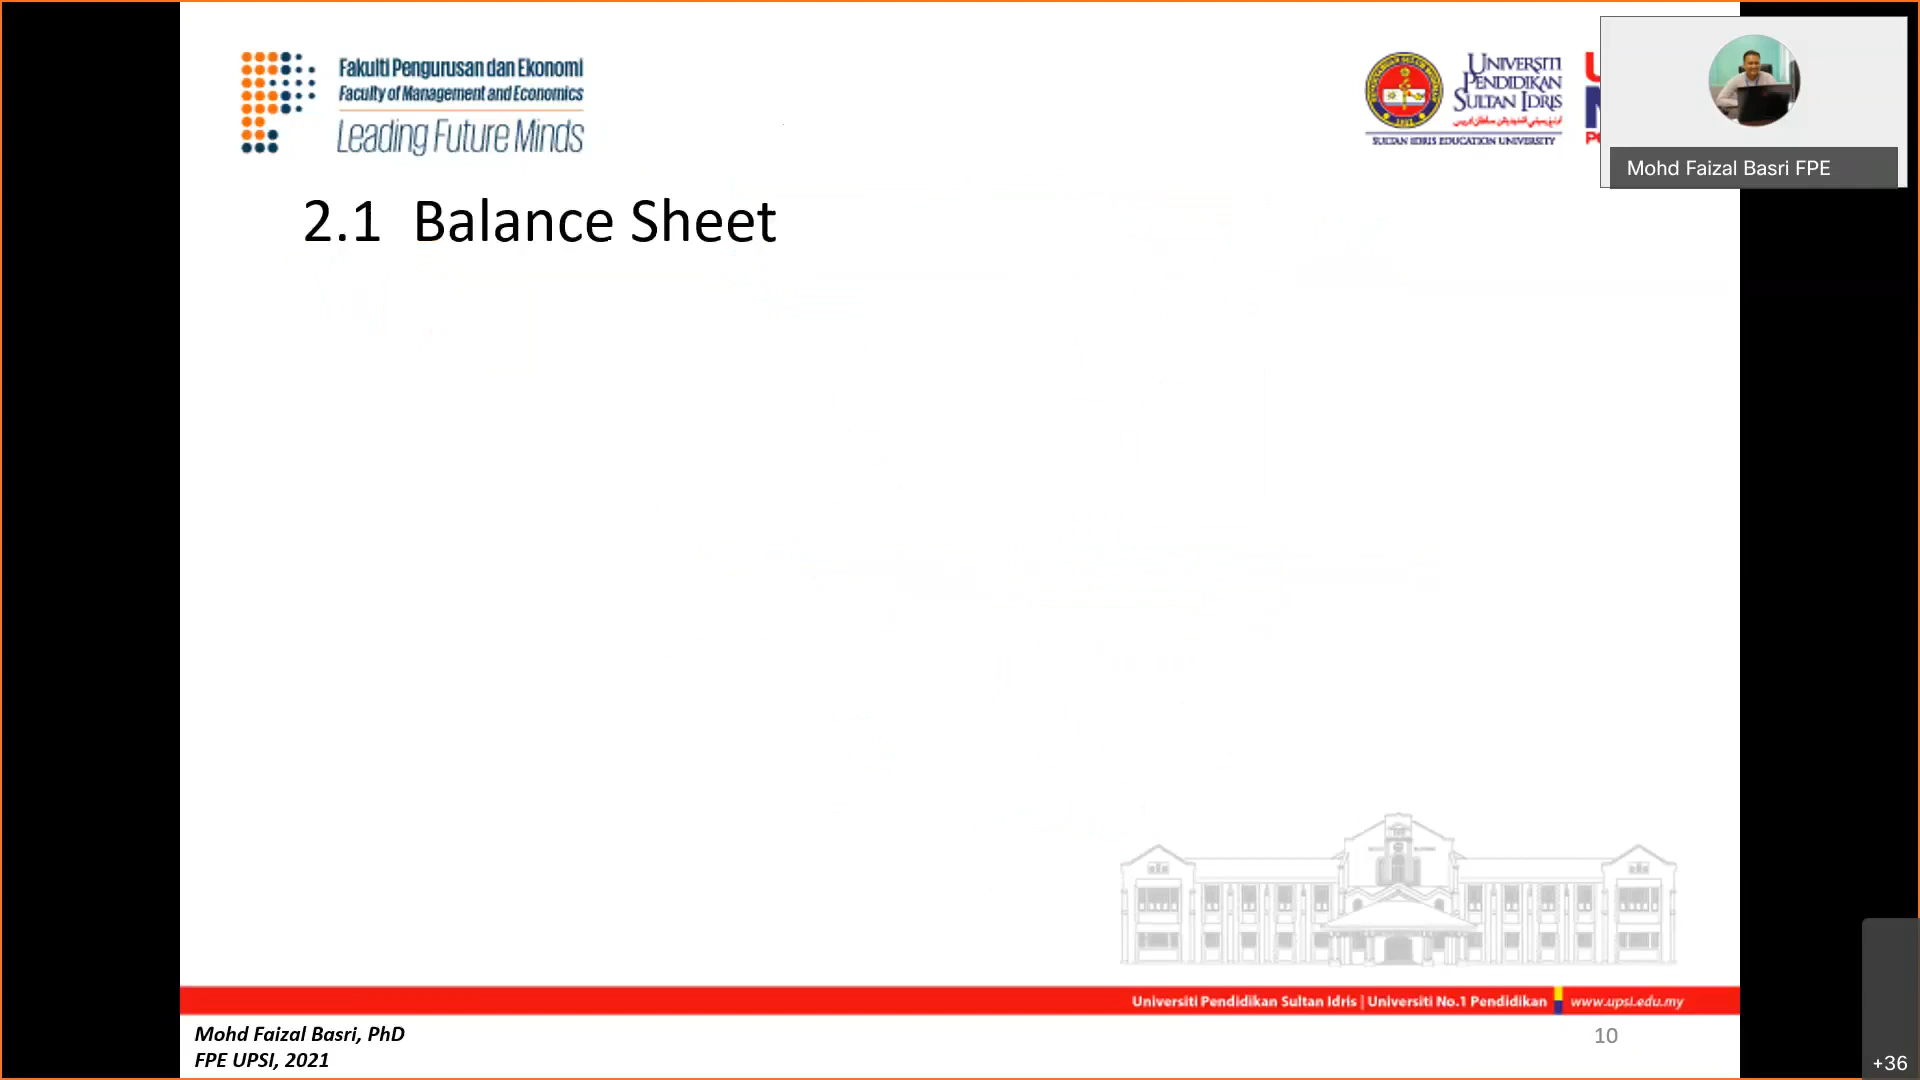 Fakulti Pengurusan dan Ekonomi
Faculty of Management and Economics
Leading Future Minds
UNIVERSITI
PENDIDIKAN
SULTAN IDRIS
SULTAN IDRIS EDUCATION UNIVERSITY
Mohd Faizal Basri FPE
2.1 Balance Sheet
Universiti Pendidikan Sultan Idris | Universiti No.1 Pendidikan www.upsi.edu.my
Mohd Faizal Basri, PhD
FPE UPSI, 2021
10
+36